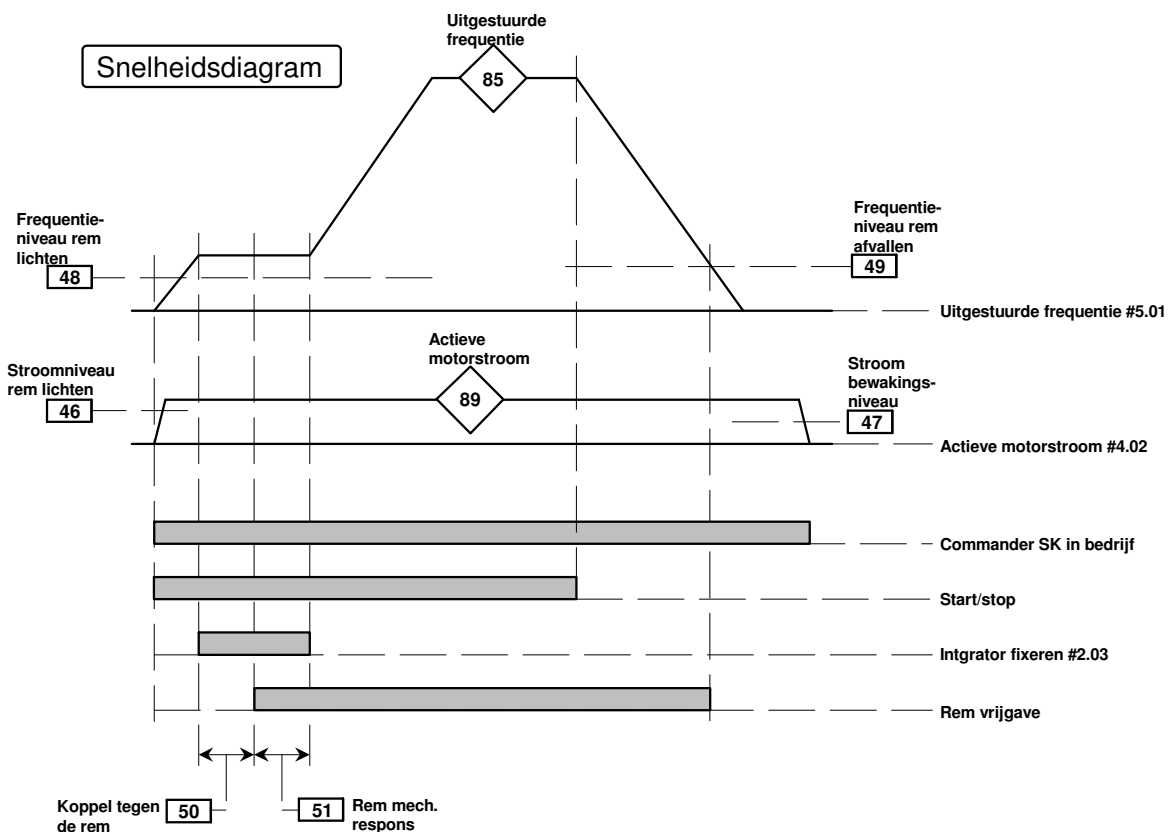 Uitgestuurde
frequentie
Snelheidsdiagram
85
Frequentie-
niveau rem
lichten
48
Frequentie-
niveau rem
afvallen
49
Uitgestuurde frequentie #5.01
Actieve
motorstroom
Stroomniveau
rem lichten
46
89
Stroom
bewakings-
niveau
47
Actieve motorstroom #4.02
Commander SK in bedrijf
Start/stop
Intgrator fixeren #2.03
Rem vrijgave
Koppel tegen
de rem
50
51
Rem mech.
respons